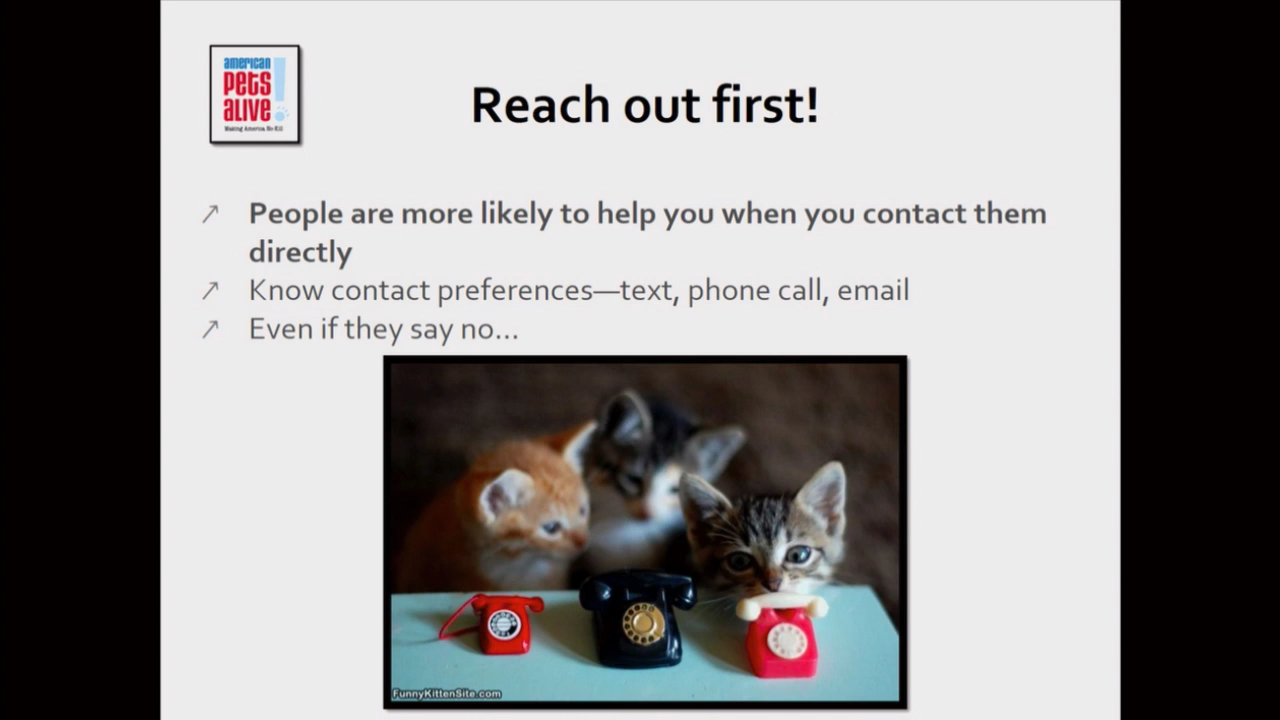 american
pets
alive!
Making America No Kill
Reach out first!
↗ People are more likely to help you when you contact them
directly
↗ Know contact preferences—text, phone call, email
↗ Even if they say no...
FunnyKittenSite.com